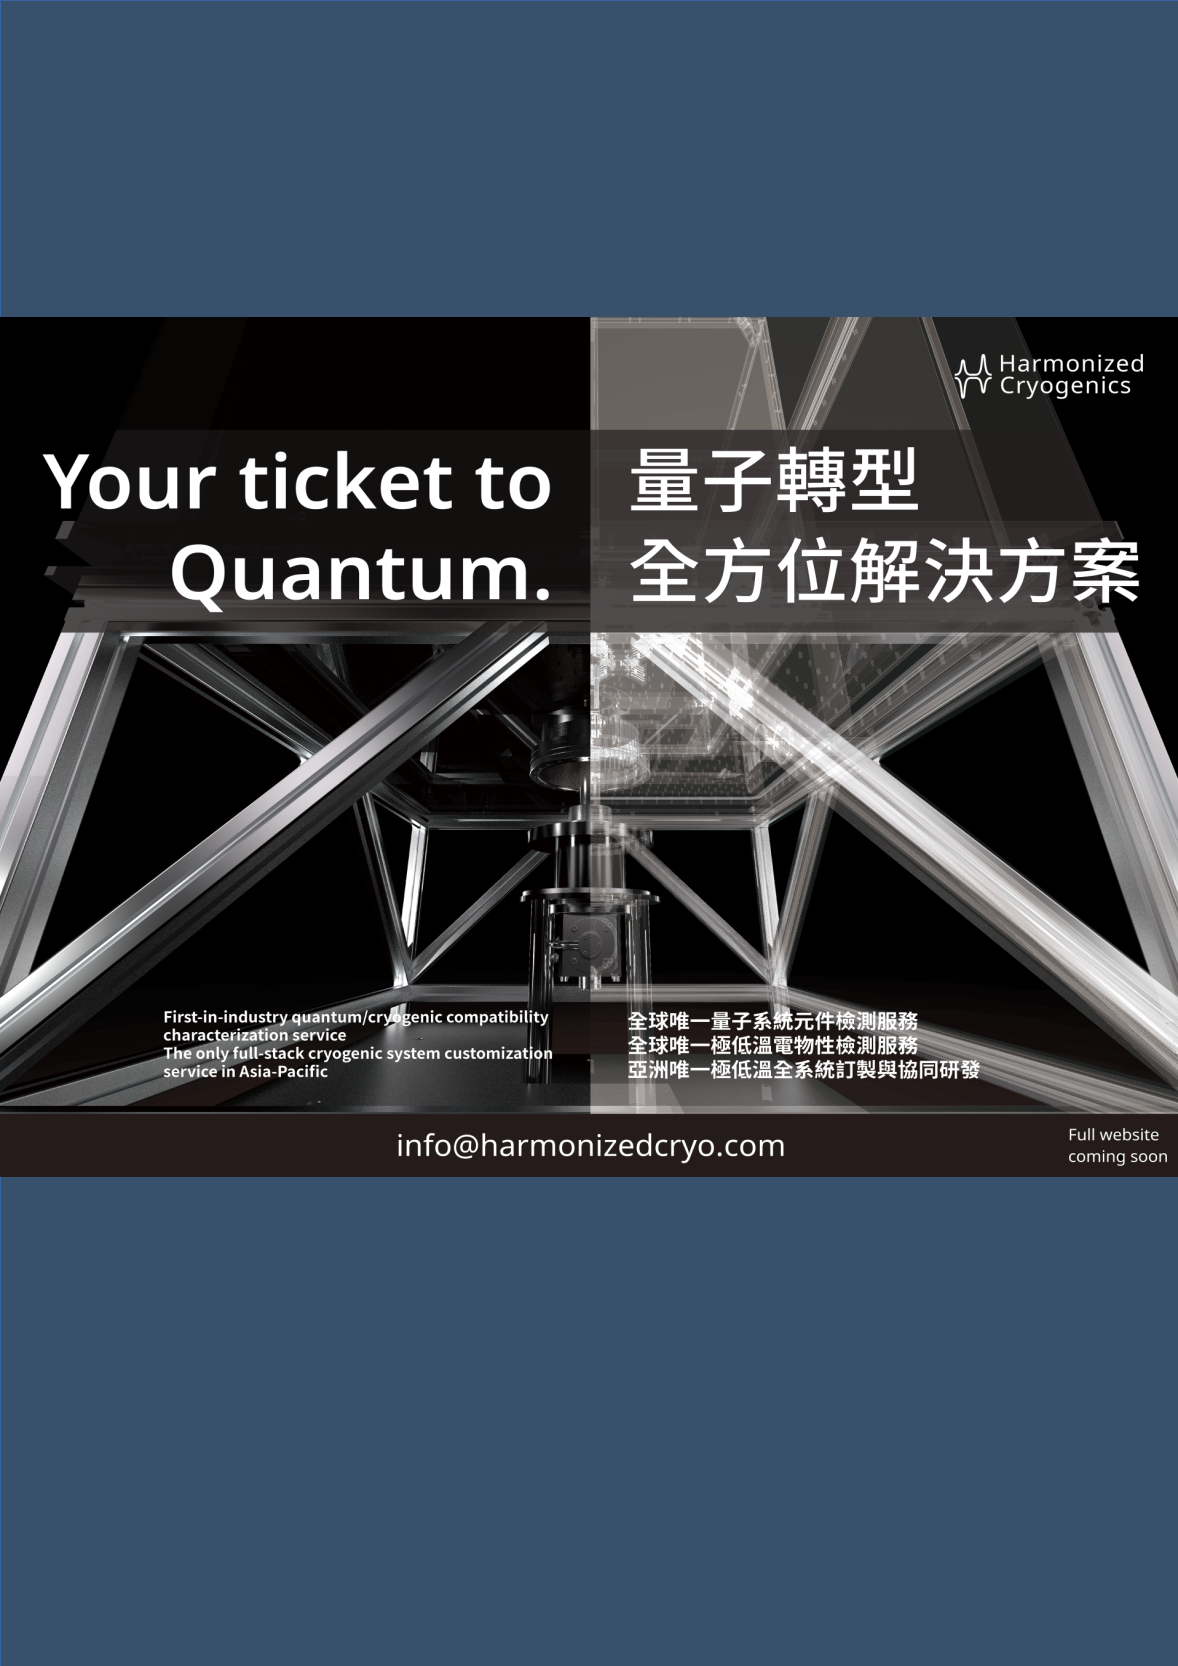 Harmonized
Cryogenics
Your ticket to
Quantum.
量子轉型
全方位解決方案
First-in-industry quantum/cryogenic compatibility
characterization service
The only full-stack cryogenic system customization
service in Asia-Pacific
全球唯一量子系統元件檢測服務
全球唯一極低溫電物性檢測服務
亞洲唯一極低溫全系統訂製與協同研發
info@harmonizedcryo.com
Full website
coming soon